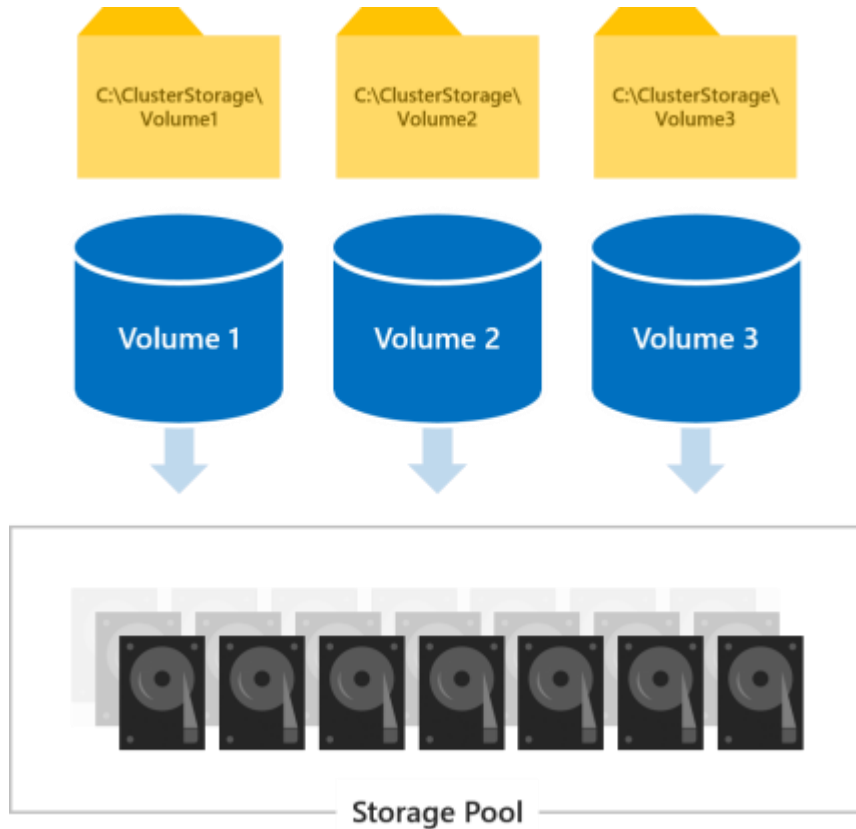 C:\ClusterStorage\
Volume1
C:\ClusterStorage\
Volume2
C:\ClusterStorage\
Volume3
Volume 1
Volume 2
Volume 3
Storage Pool